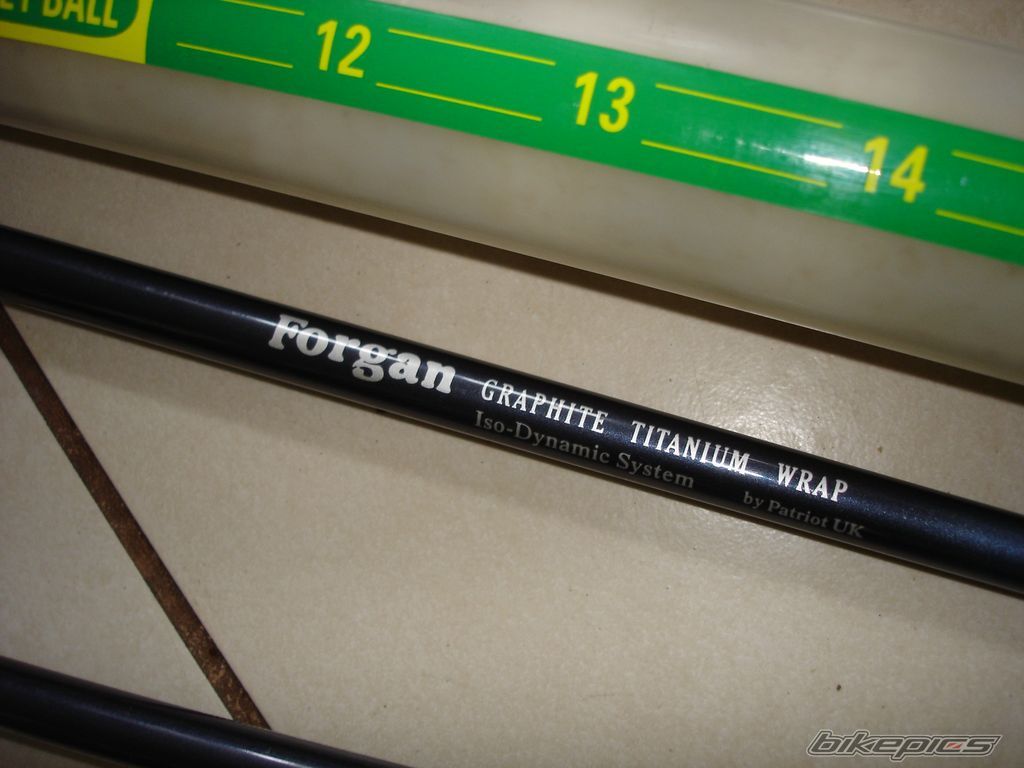 BALL
12
13
14
Forgan GRAPHITE TITANIUM WRAP
Iso-Dynamic System
by Patriot UK
bikepics